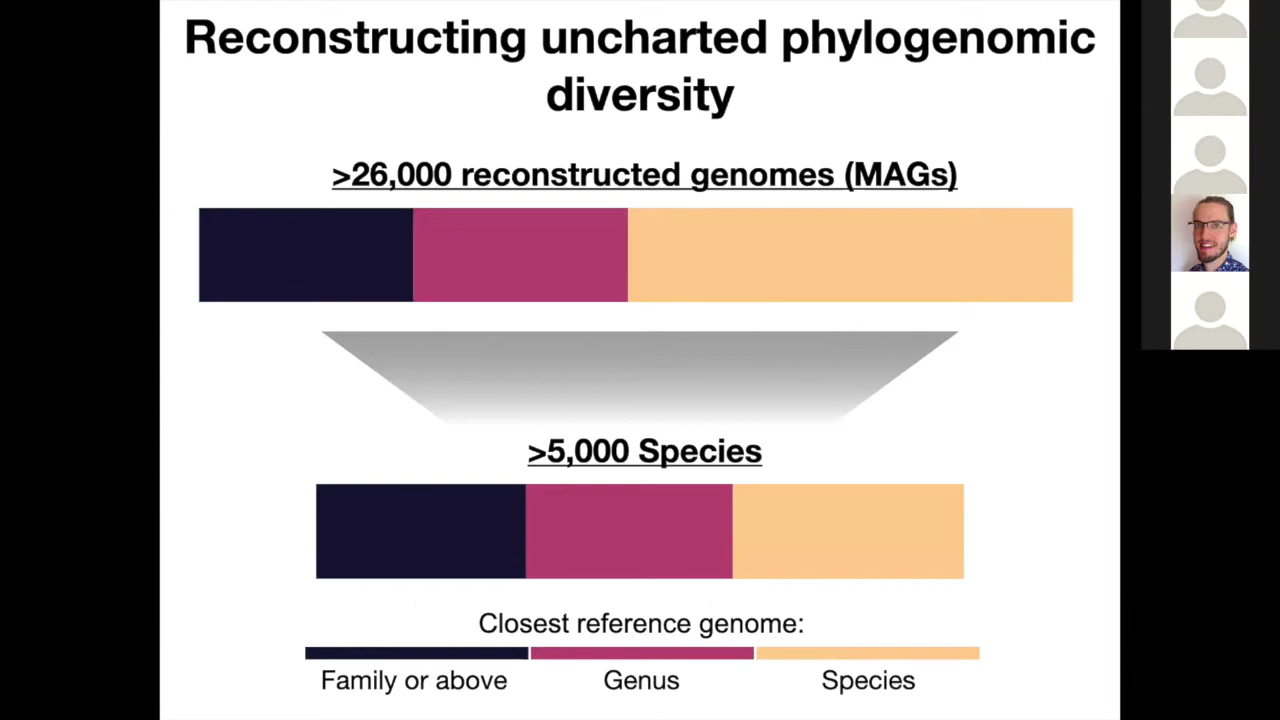 Reconstructing uncharted phylogenomic
diversity
>26,000 reconstructed genomes (MAGs)
>5,000 Species
Closest reference genome:
Family or above
Genus
Species